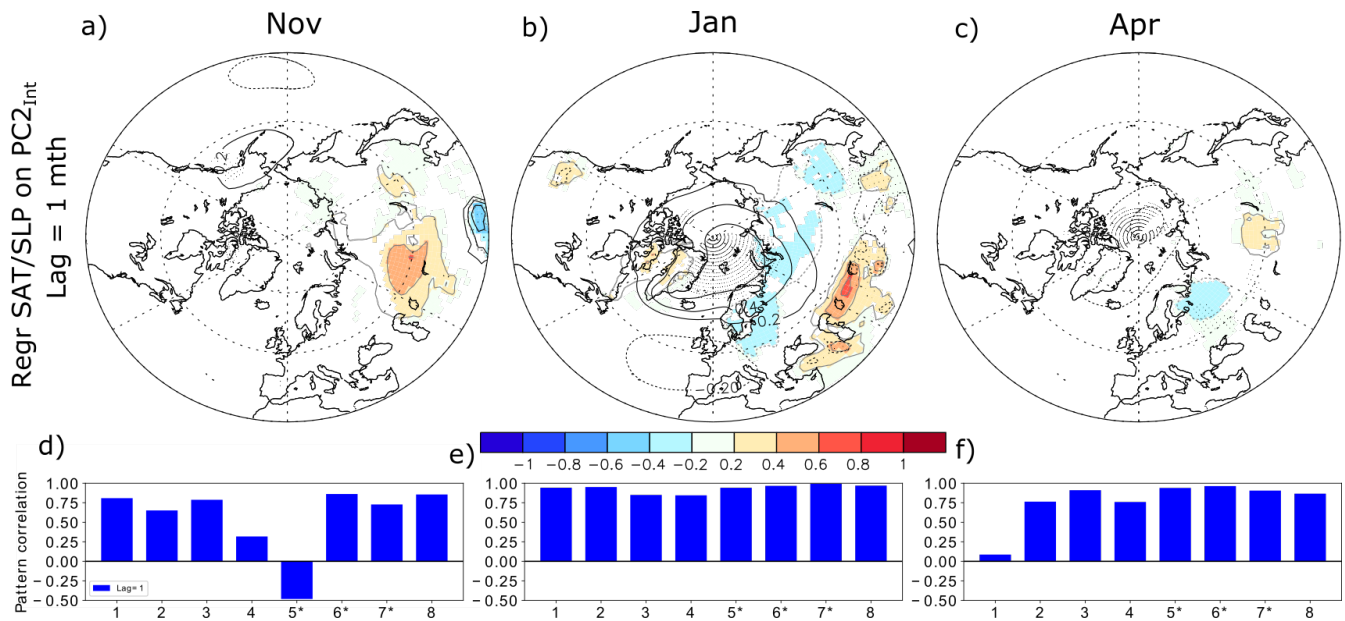 a) Nov
b) Jan
c) Apr
Regr SAT/SLP on PC2Int
Lag = 1 mth
-0.2
-0.20
-1 -0.8 -0.6 -0.4 -0.2 0.2 0.4 0.6 0.8 1
d)
e)
f)
Pattern correlation
1.00
0.75
0.50
0.25
0.00
-0.25
-0.50
Lag= 1
1 2 3 4 5* 6* 7* 8
1.00
0.75
0.50
0.25
0.00
-0.25
-0.50
1 2 3 4 5* 6* 7* 8
1.00
0.75
0.50
0.25
0.00
-0.25
-0.50
1 2 3 4 5* 6* 7* 8